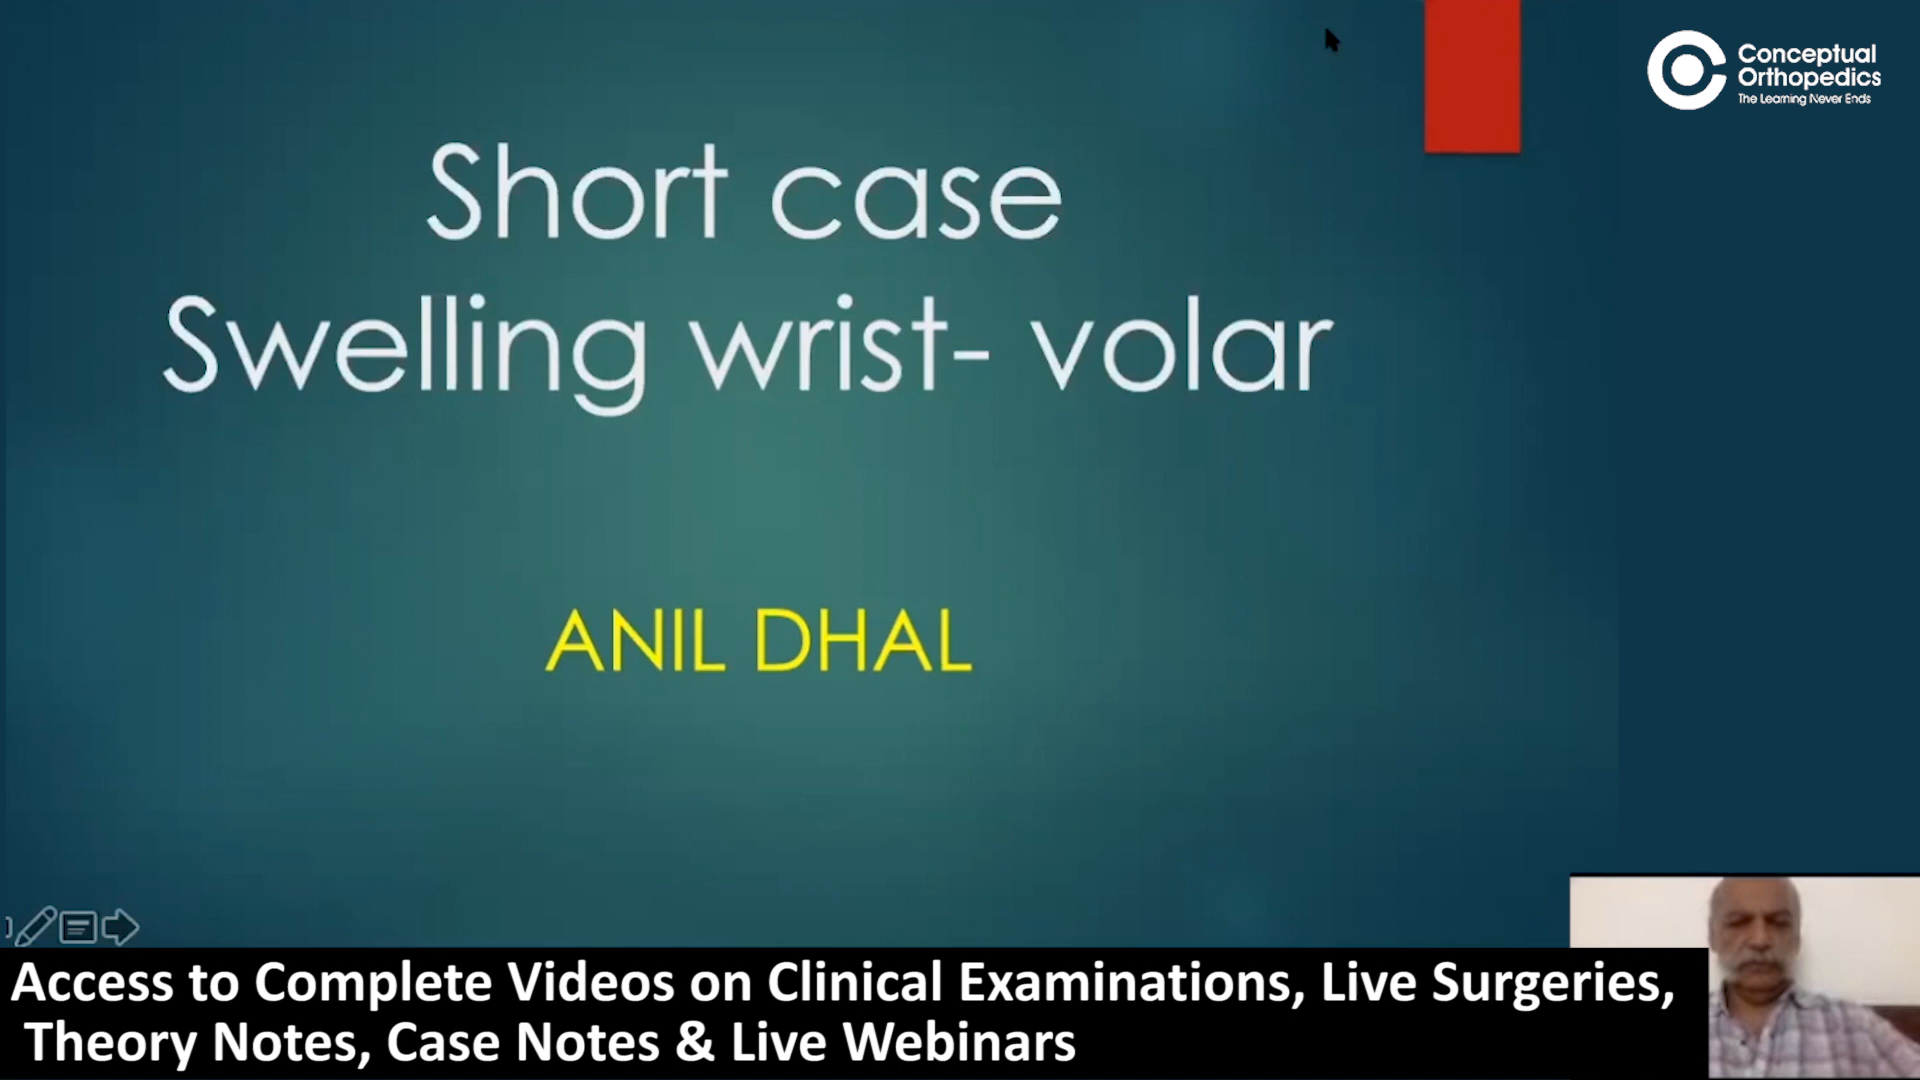 Conceptual
Orthopedics
The Learning Never Ends
Short case
Swelling wrist- volar
ANIL DHAL
Access to Complete Videos on Clinical Examinations, Live Surgeries,
Theory Notes, Case Notes & Live Webinars